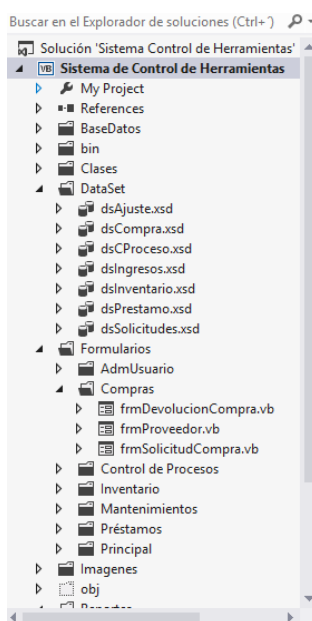 Buscar en el Explorador de soluciones (Ctrl+´)
Solución 'Sistema Control de Herramientas'
VB Sistema de Control de Herramientas
My Project
References
BaseDatos
bin
Clases
DataSet
dsAjuste.xsd
dsCompra.xsd
dsCProceso.xsd
dsIngresos.xsd
dsInventario.xsd
dsPrestamo.xsd
dsSolicitudes.xsd
Formularios
AdmUsuario
Compras
frmDevolucionCompra.vb
frmProveedor.vb
frmSolicitudCompra.vb
Control de Procesos
Inventario
Mantenimientos
Préstamos
Principal
Imagenes
obj